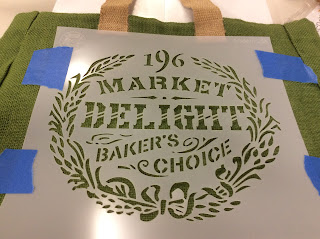 196
MARKET
DELIGHT
BAKER'S
CHOICE